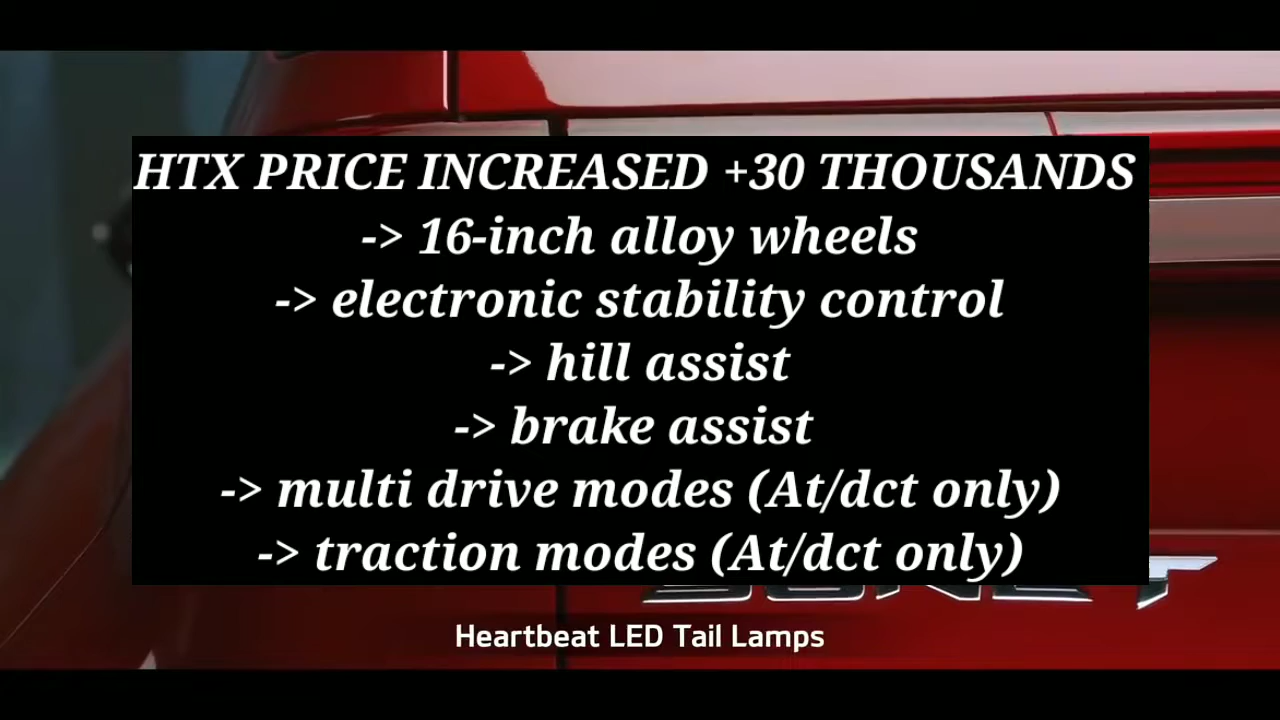 HTX PRICE INCREASED +30 THOUSANDS
-> 16-inch alloy wheels
-> electronic stability control
-> hill assist
-> brake assist
-> multi drive modes (At/dct only)
-> traction modes (At/dct only)
SONET
Heartbeat LED Tail Lamps